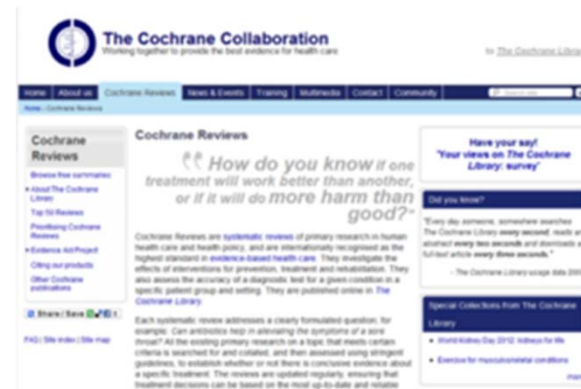 The Cochrane Collaboration
Working together to provide the best evidence for health care
to The Cochrane Librar
Home About us Cochrane Reviews News & Events Training Multimedia Contact Community
Home › Cochrane Reviews
Cochrane
Reviews
Browse free summaries
About The Cochrane
Library
Top 50 Reviews
Prioritising Cochrane
Reviews
Evidence Aid Project
Citing our products
Other Cochrane
publications
Share / Save
FAQ | Site index | Site map
Cochrane Reviews
“ How do you know if one
treatment will work better than another,
or if it will do more harm than
good?”
Cochrane Reviews are systematic reviews of primary research in human
health care and health policy, and are internationally recognised as the
highest standard in evidence-based health care. They investigate the
effects of interventions for prevention, treatment and rehabilitation. They
also assess the accuracy of a diagnostic test for a given condition in a
specific patient group and setting. They are published online in The
Cochrane Library.
Each systematic review addresses a clearly formulated question; for
example: Can antibiotics help in alleviating the symptoms of a sore
throat? All the existing primary research on a topic that meets certain
criteria is searched for and collated, and then assessed using stringent
guidelines, to establish whether or not there is conclusive evidence about
a specific treatment. The reviews are updated regularly, ensuring that
treatment decisions can be based on the most up-to-date and reliable
Have your say!
'Your views on The Cochrane
Library: survey'
Did you know?
"Every day someone, somewhere searches
The Cochrane Library every second, reads an
abstract every two seconds and downloads a
full-text article every three seconds."
- The Cochrane Library usage data 2009
Special Collections from The Cochrane
Library
World Kidney Day 2012: kidneys for life
Exercise for musculoskeletal conditions
more